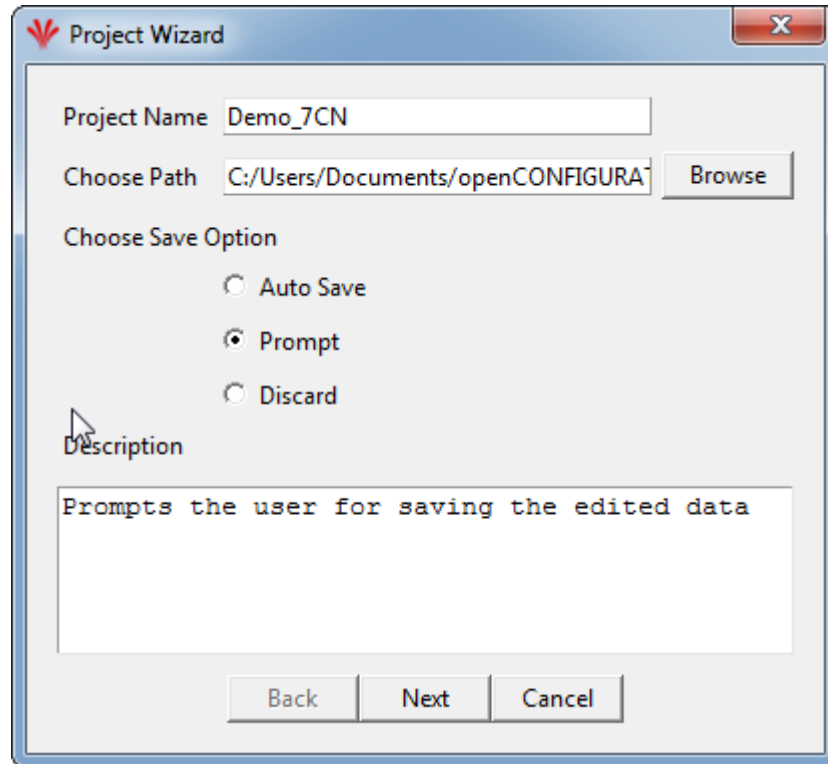 Project Wizard
Project Name Demo_7CN
Choose Path C:/Users/Documents/openCONFIGURAT Browse
Choose Save Option
Auto Save
Prompt
Discard
Description
Prompts the user for saving the edited data
Back Next Cancel